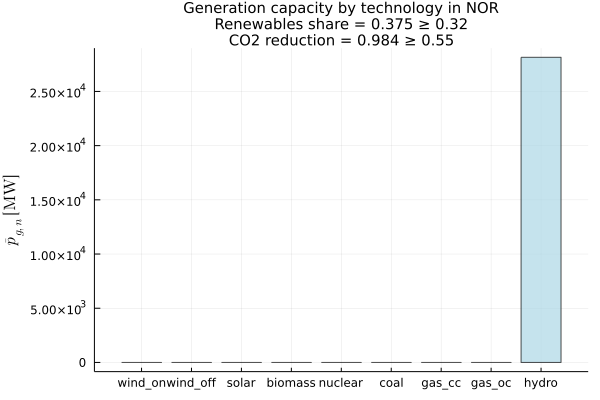 Generation capacity by technology in NOR
Renewables share = 0.375 ≥ 0.32
CO2 reduction = 0.984 ≥ 0.55
p̄_{g,n} [MW]
2.50×10⁴
2.00×10⁴
1.50×10⁴
1.00×10⁴
5.00×10³
0
wind_on wind_off solar biomass nuclear coal gas_cc gas_oc hydro